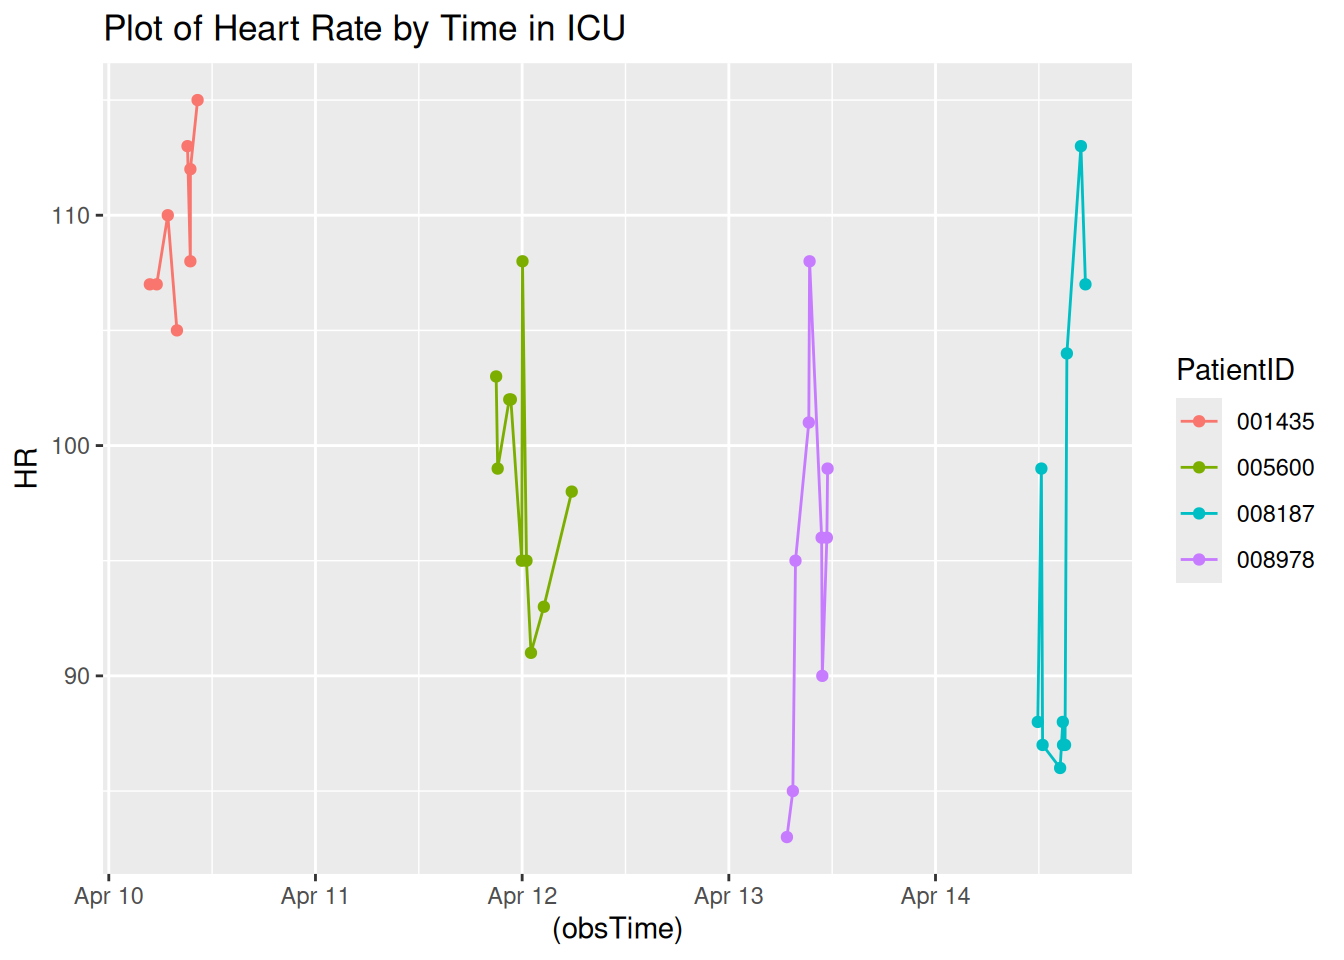 Plot of Heart Rate by Time in ICU
110
100
90
HR
Apr 10
Apr 11
Apr 12
Apr 13
Apr 14
(obsTime)
PatientID
001435
005600
008187
008978